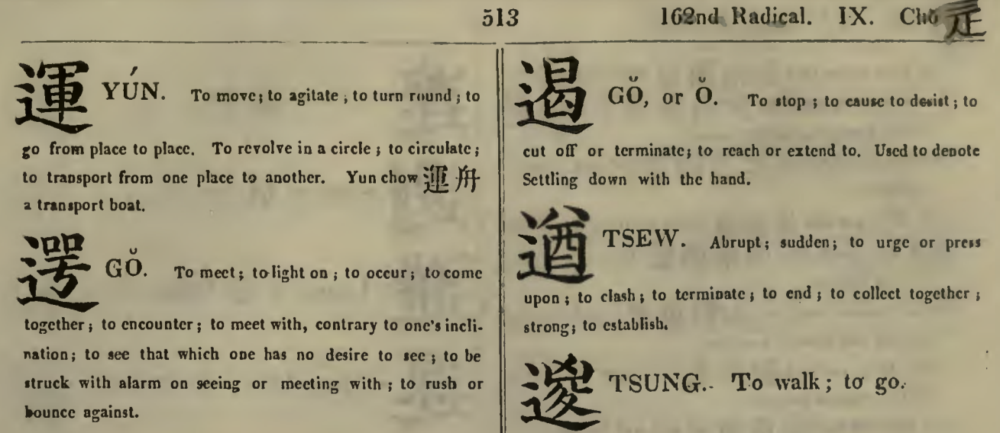 513
162nd Radical. IX. Chŏ 辵
運 YÚN. To move; to agitate; to turn round; to
go from place to place. To revolve in a circle; to circulate;
to transport from one place to another. Yun chow 運舟
a transport boat.
遌 GŎ. To meet; to light on; to occur; to come
together; to encounter; to meet with, contrary to one's incli-
nation; to see that which one has no desire to see; to be
struck with alarm on seeing or meeting with; to rush or
bounce against.
遏 GŎ, or Ŏ. To stop; to cause to desist; to
cut off or terminate; to reach or extend to. Used to denote
Settling down with the hand.
遒 TSEW. Abrupt; sudden; to urge or press
upon; to clash; to terminate; to end; to collect together;
strong; to establish.
TSUNG. To walk; to go.